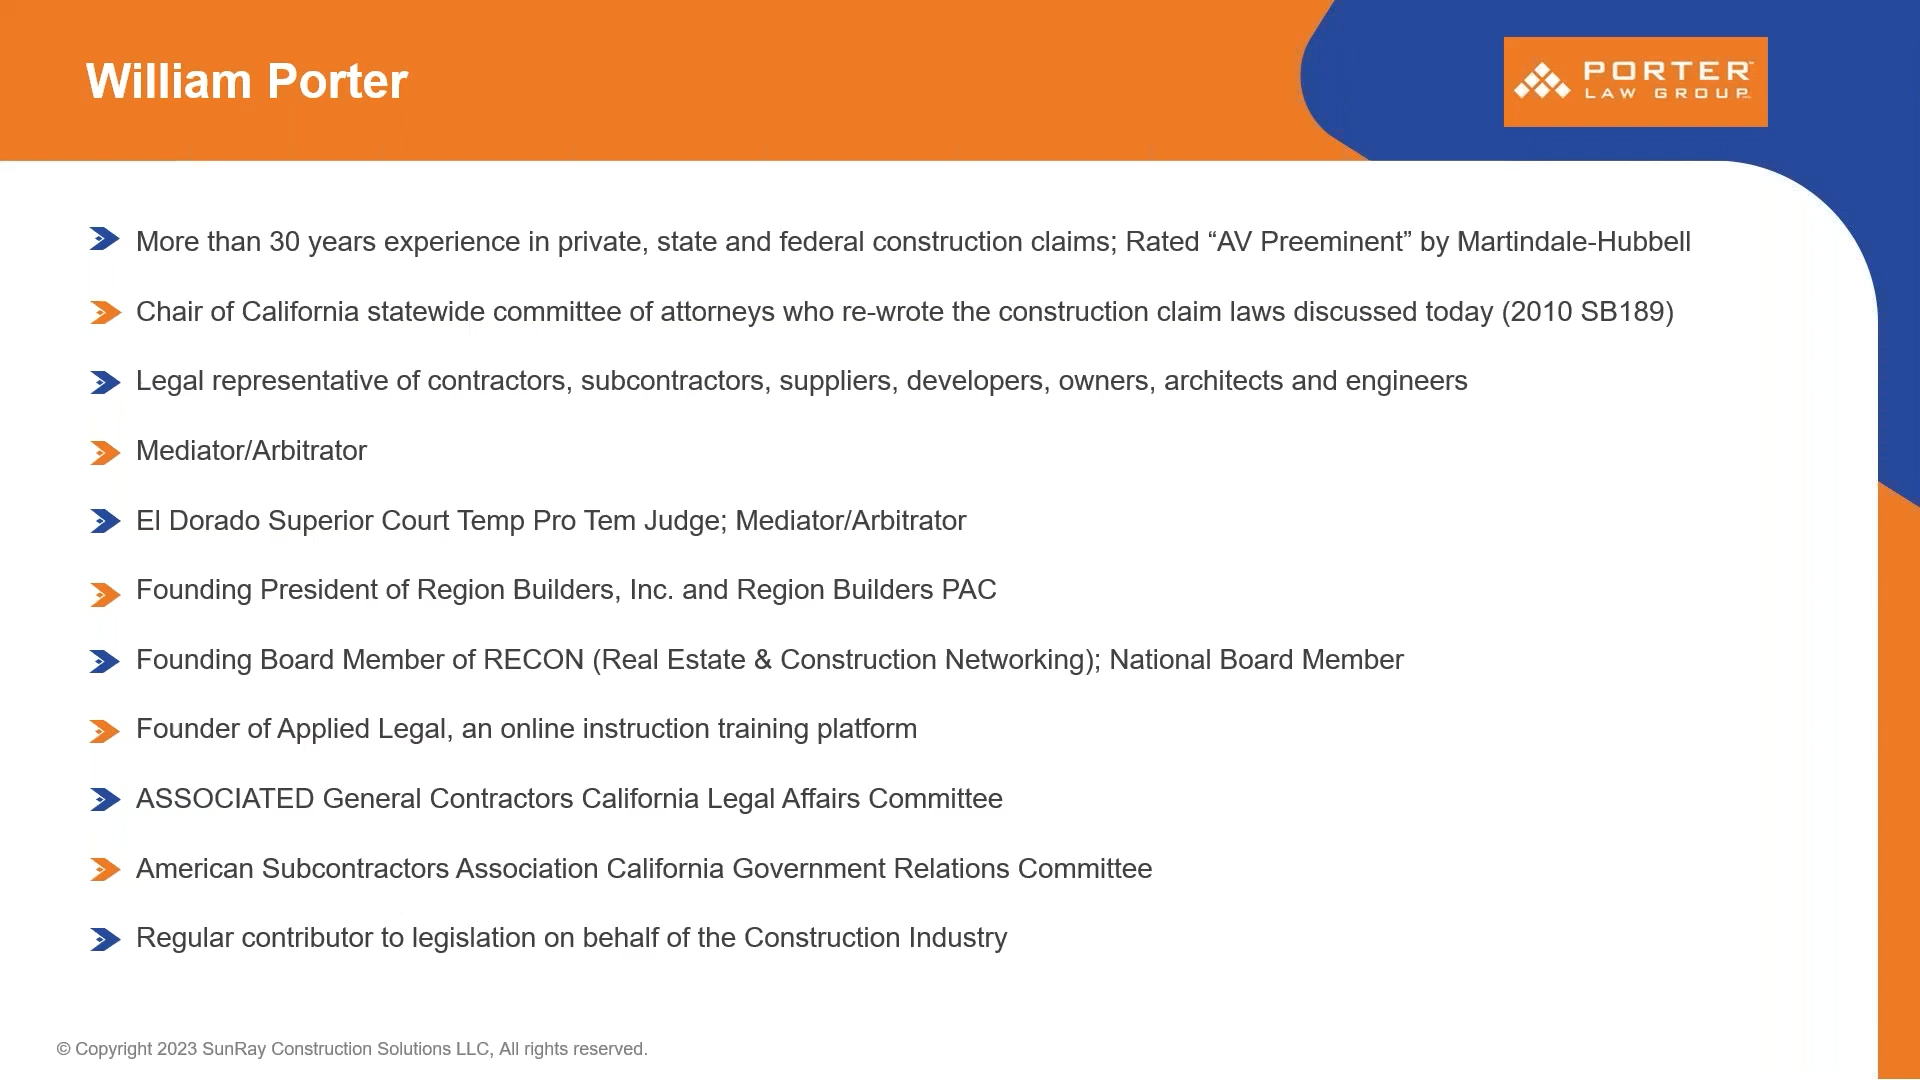 William Porter
PORTER
LAW GROUP
More than 30 years experience in private, state and federal construction claims; Rated “AV Preeminent” by Martindale-Hubbell
Chair of California statewide committee of attorneys who re-wrote the construction claim laws discussed today (2010 SB189)
Legal representative of contractors, subcontractors, suppliers, developers, owners, architects and engineers
Mediator/Arbitrator
El Dorado Superior Court Temp Pro Tem Judge; Mediator/Arbitrator
Founding President of Region Builders, Inc. and Region Builders PAC
Founding Board Member of RECON (Real Estate & Construction Networking); National Board Member
Founder of Applied Legal, an online instruction training platform
ASSOCIATED General Contractors California Legal Affairs Committee
American Subcontractors Association California Government Relations Committee
Regular contributor to legislation on behalf of the Construction Industry
© Copyright 2023 SunRay Construction Solutions LLC, All rights reserved.